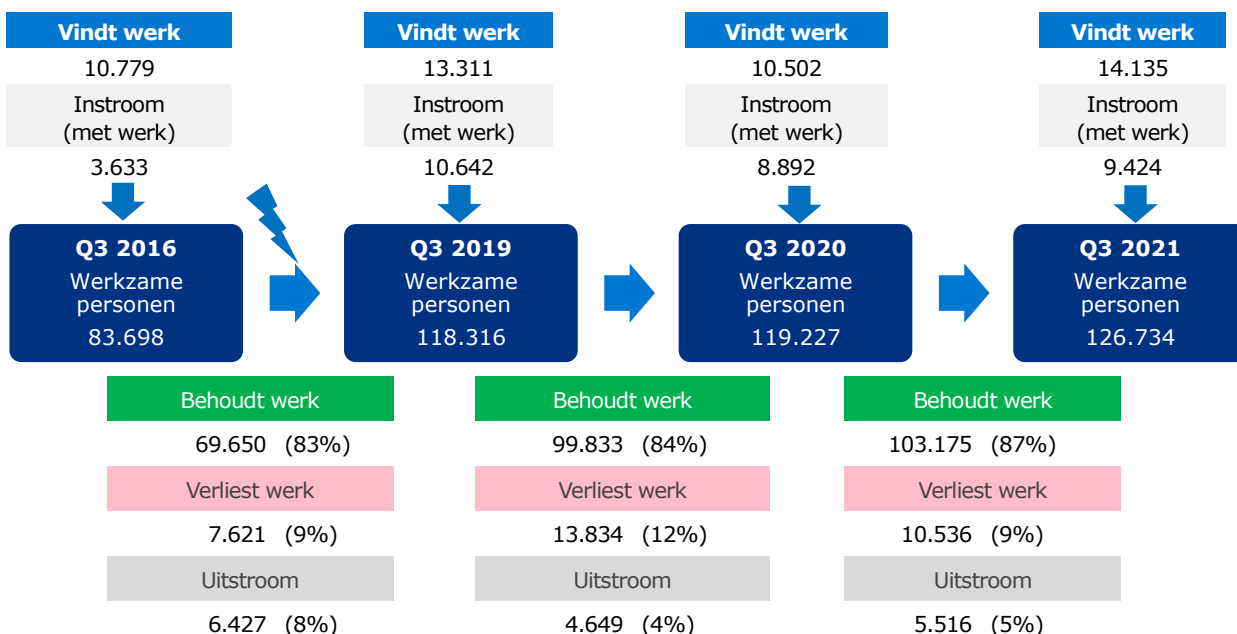 Vindt werk
10.779
Instroom
(met werk)
3.633
Vindt werk
13.311
Instroom
(met werk)
10.642
Vindt werk
10.502
Instroom
(met werk)
8.892
Vindt werk
14.135
Instroom
(met werk)
9.424
Q3 2016
Werkzame
personen
83.698
Q3 2019
Werkzame
personen
118.316
Q3 2020
Werkzame
personen
119.227
Q3 2021
Werkzame
personen
126.734
Behoudt werk
69.650 (83%)
Verliest werk
7.621 (9%)
Uitstroom
6.427 (8%)
Behoudt werk
99.833 (84%)
Verliest werk
13.834 (12%)
Uitstroom
4.649 (4%)
Behoudt werk
103.175 (87%)
Verliest werk
10.536 (9%)
Uitstroom
5.516 (5%)